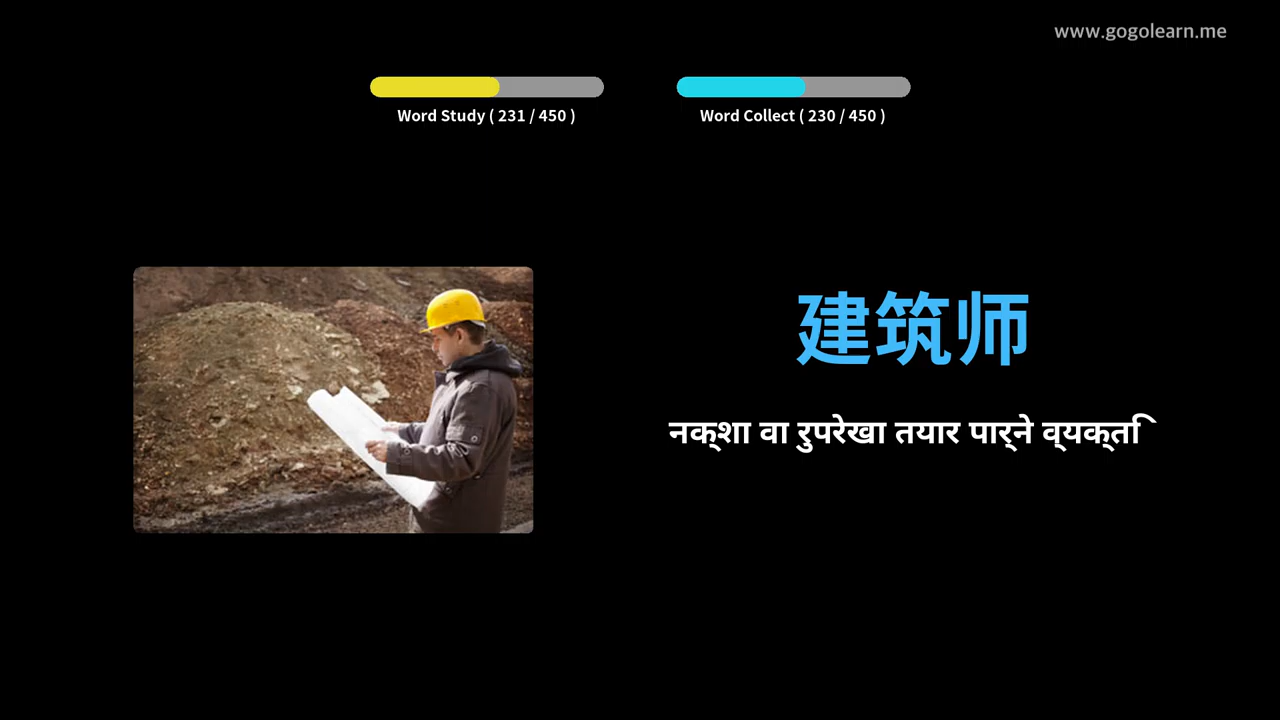 www.gogolearn.me
Word Study ( 231 / 450 )
Word Collect ( 230 / 450 )
建筑师
नक्शा वा रुपरेखा तयार पार्ने व्यक्ति